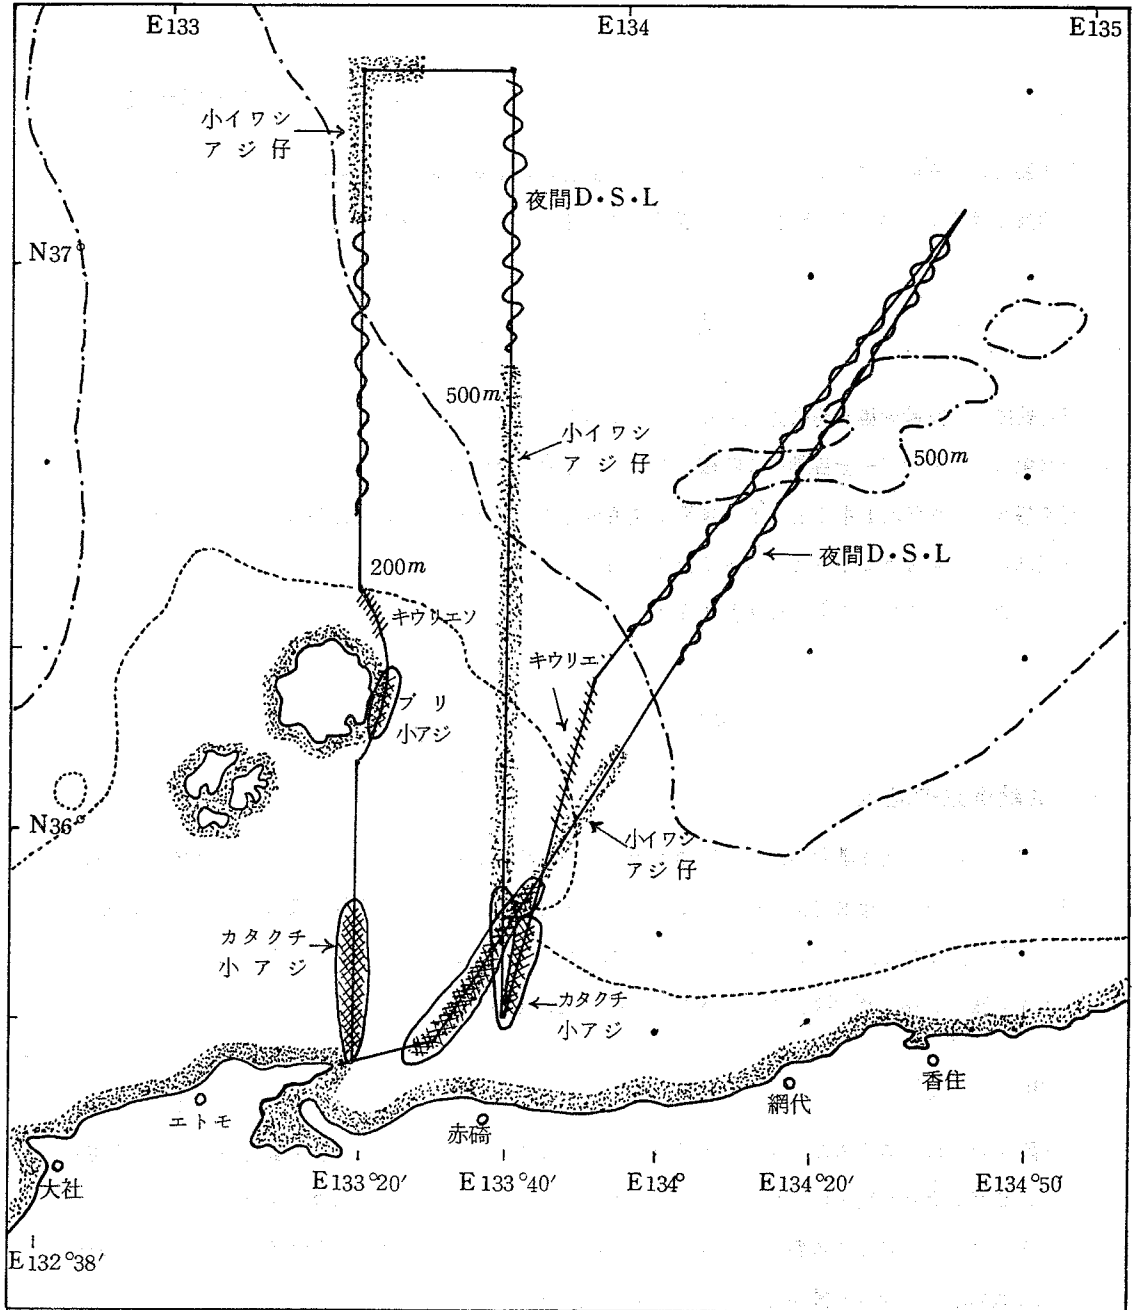 E133
E134
E135
小イワシ
アジ仔
夜間D・S・L
N37°
500m
小イワシ
アジ仔
500m
夜間D・S・L
200m
キウリエソ
キウリエソ
ブリ
小アジ
N36°
小イワシ
アジ仔
カタクチ
小アジ
カタクチ
小アジ
香住
網代
エトモ
赤碕
大社
E133°20′
E133°40′
E134°
E134°20′
E134°50′
E132°38′